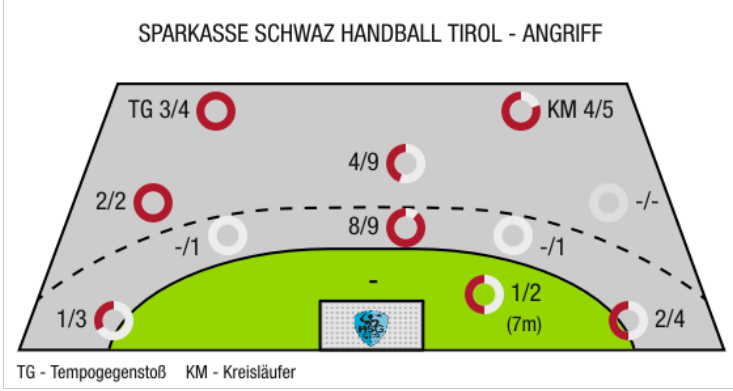 SPARKASSE SCHWAZ HANDBALL TIROL - ANGRIFF
TG 3/4
KM 4/5
4/9
2/2
-/-
8/9
-/1
-/1
-
1/2
(7m)
1/3
2/4
HSG
TG - Tempogegenstoß KM - Kreisläufer